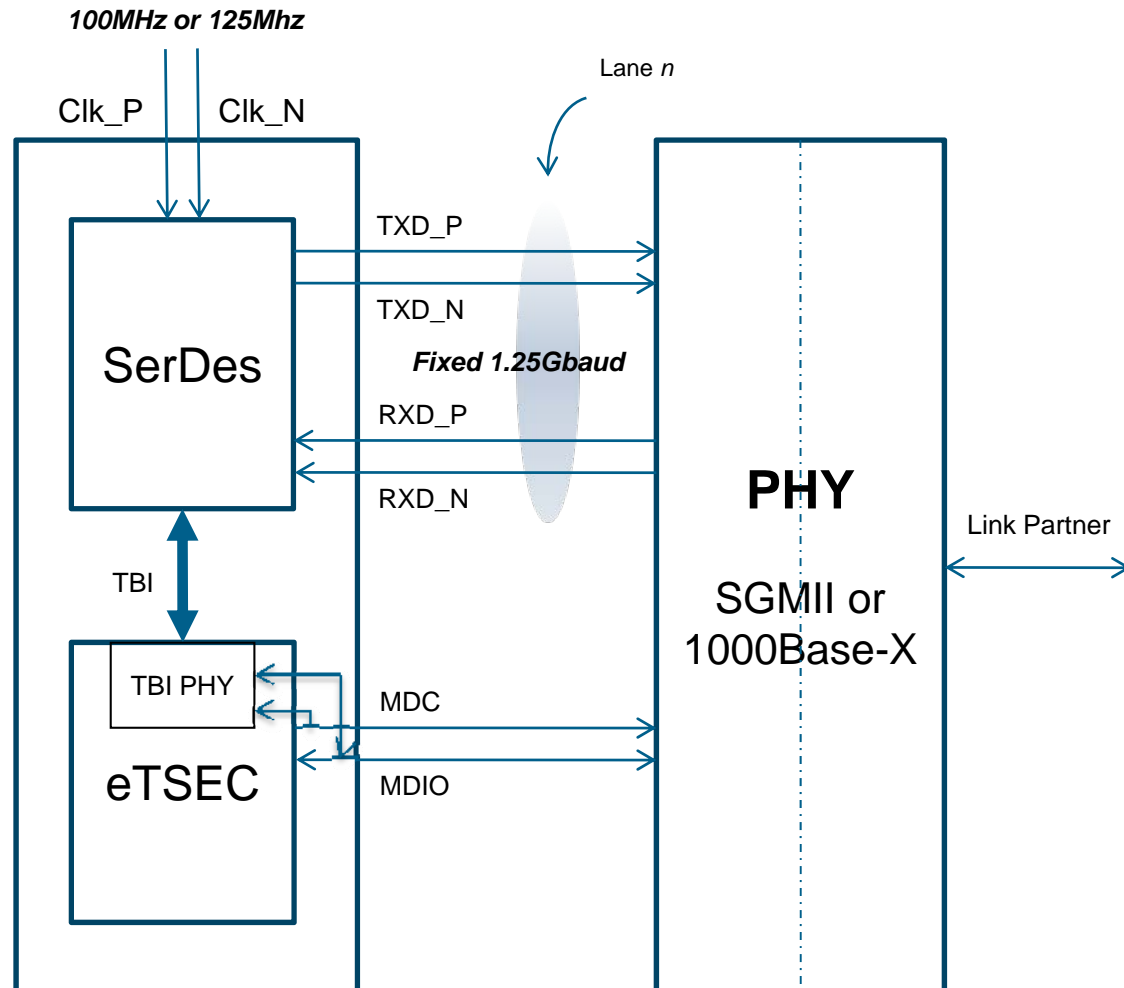 100MHz or 125Mhz
Lane n
Clk_P
Clk_N
TXD_P
TXD_N
SerDes
Fixed 1.25Gbaud
RXD_P
RXD_N
PHY
Link Partner
TBI
SGMII or
1000Base-X
TBI PHY
MDC
eTSEC
MDIO